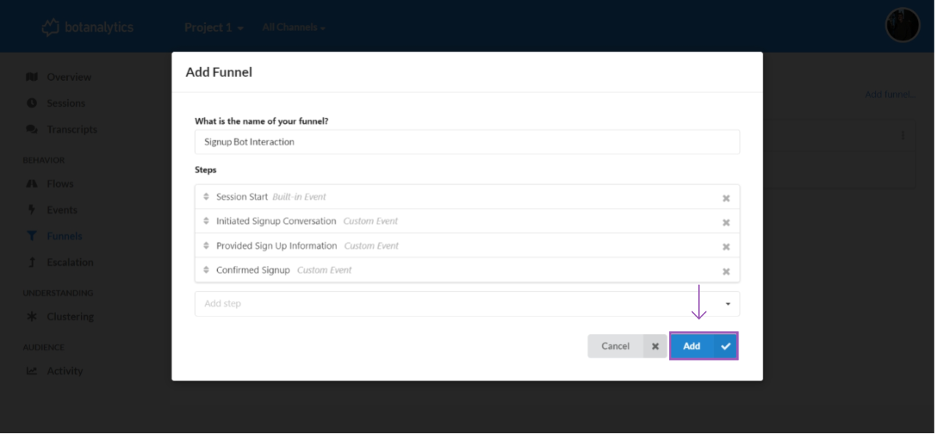 botanalytics
Project 1
All Channels
Overview
Sessions
Transcripts
BEHAVIOR
Flows
Events
Funnels
Escalation
UNDERSTANDING
Clustering
AUDIENCE
Activity
Add funnel...
Add Funnel
What is the name of your funnel?
Signup Bot Interaction
Steps
Session Start Built-in Event
Initiated Signup Conversation Custom Event
Provided Sign Up Information Custom Event
Confirmed Signup Custom Event
Add step
Cancel
Add